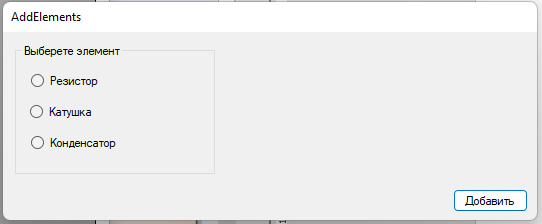 AddElements
Выберете элемент
Резистор
Катушка
Конденсатор
Добавить